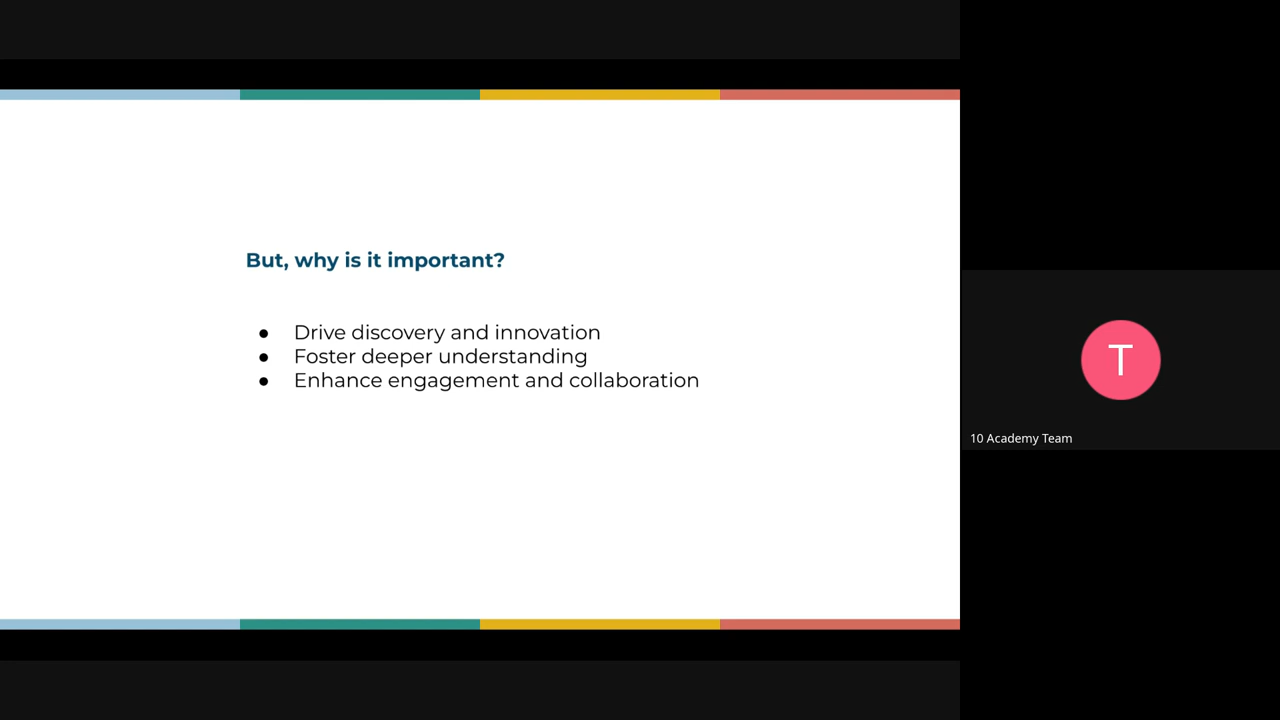 But, why is it important?
● Drive discovery and innovation
● Foster deeper understanding
● Enhance engagement and collaboration
T
10 Academy Team